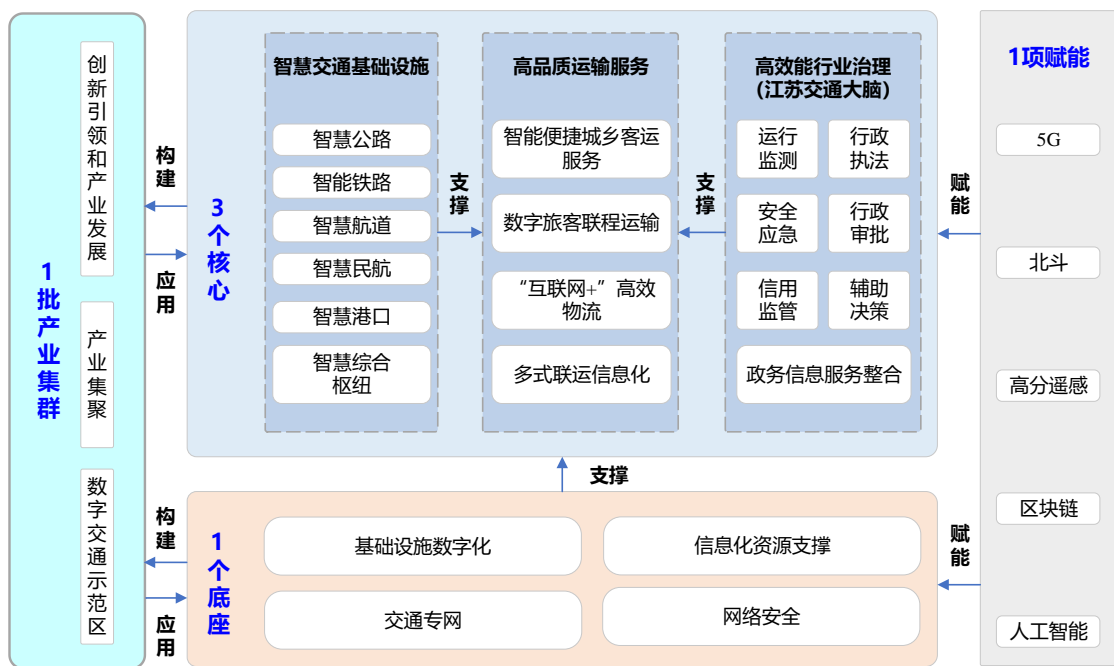 1批产业集群
创新引领和产业发展
产业集聚
数字交通示范区
构建
应用
构建
应用
3个核心
智慧交通基础设施
智慧公路
智能铁路
智慧航道
智慧民航
智慧港口
智慧综合
枢纽
支撑
高品质运输服务
智能便捷城乡客运
服务
数字旅客联程运输
“互联网+”高效
物流
多式联运信息化
支撑
高效能行业治理
(江苏交通大脑)
运行
监测
行政
执法
安全
应急
行政
审批
信用
监管
辅助
决策
政务信息服务整合
支撑
1个底座
基础设施数字化
信息化资源支撑
交通专网
网络安全
赋能
赋能
1项赋能
5G
北斗
高分遥感
区块链
人工智能